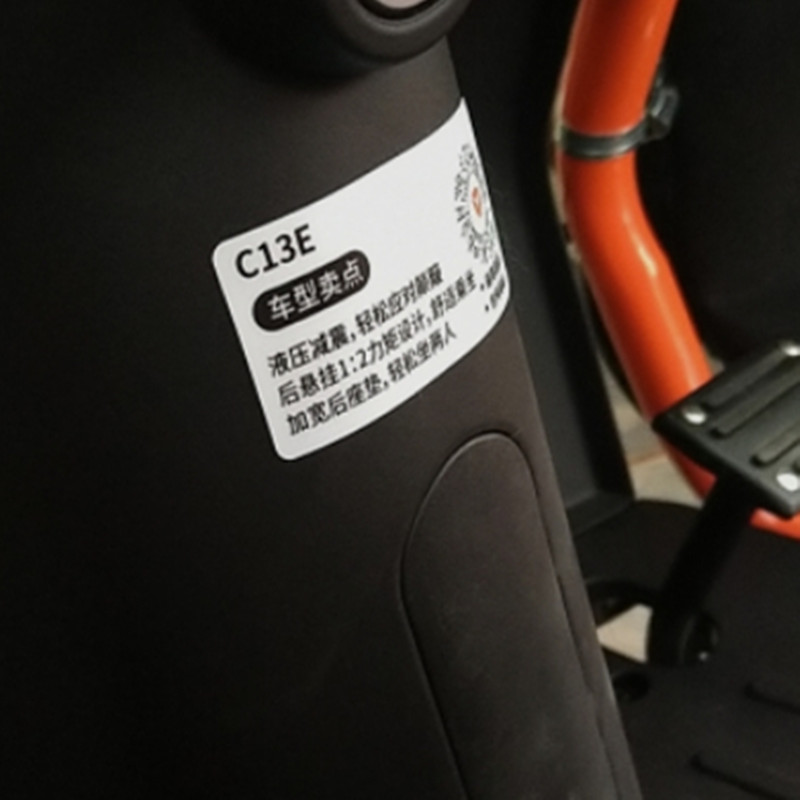 C13E
车型卖点
液压减震,轻松应对颠簸
后悬挂1:2力矩设计,舒适乘坐
加宽后座垫,轻松坐两人